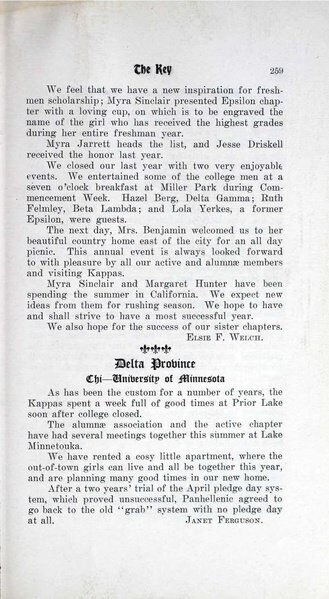 The Key 259
We feel that we have a new inspiration for fresh-
men scholarship; Myra Sinclair presented Epsilon chap-
ter with a loving cup, on which is to be engraved the
name of the girl who has received the highest grades
during her entire freshman year.
Myra Jarrett heads the list, and Jesse Driskell
received the honor last year.
We closed our last year with two very enjoyable
events. We entertained some of the college men at a
seven o'clock breakfast at Miller Park during Com-
mencement Week. Hazel Berg, Delta Gamma; Ruth
Felmley, Beta Lambda; and Lola Yerkes, a former
Epsilon, were guests.
The next day, Mrs. Benjamin welcomed us to her
beautiful country home east of the city for an all day
picnic. This annual event is always looked forward
to with pleasure by all our active and alumnæ members
and visiting Kappas.
Myra Sinclair and Margaret Hunter have been
spending the summer in California. We expect new
ideas from them for rushing season. We hope to have
and shall strive to have a most successful year.
We also hope for the success of our sister chapters.
Elsie F. Welch.
Delta Province
Chi—University of Minnesota
As has been the custom for a number of years, the
Kappas spent a week full of good times at Prior Lake
soon after college closed.
The alumnæ association and the active chapter
have had several meetings together this summer at Lake
Minnetouka.
We have rented a cosy little apartment, where the
out-of-town girls can live and all be together this year,
and are planning many good times in our new home.
After a two years' trial of the April pledge day sys-
tem, which proved unsuccessful, Panhellenic agreed to
go back to the old "grab" system with no pledge day
at all. Janet Ferguson.